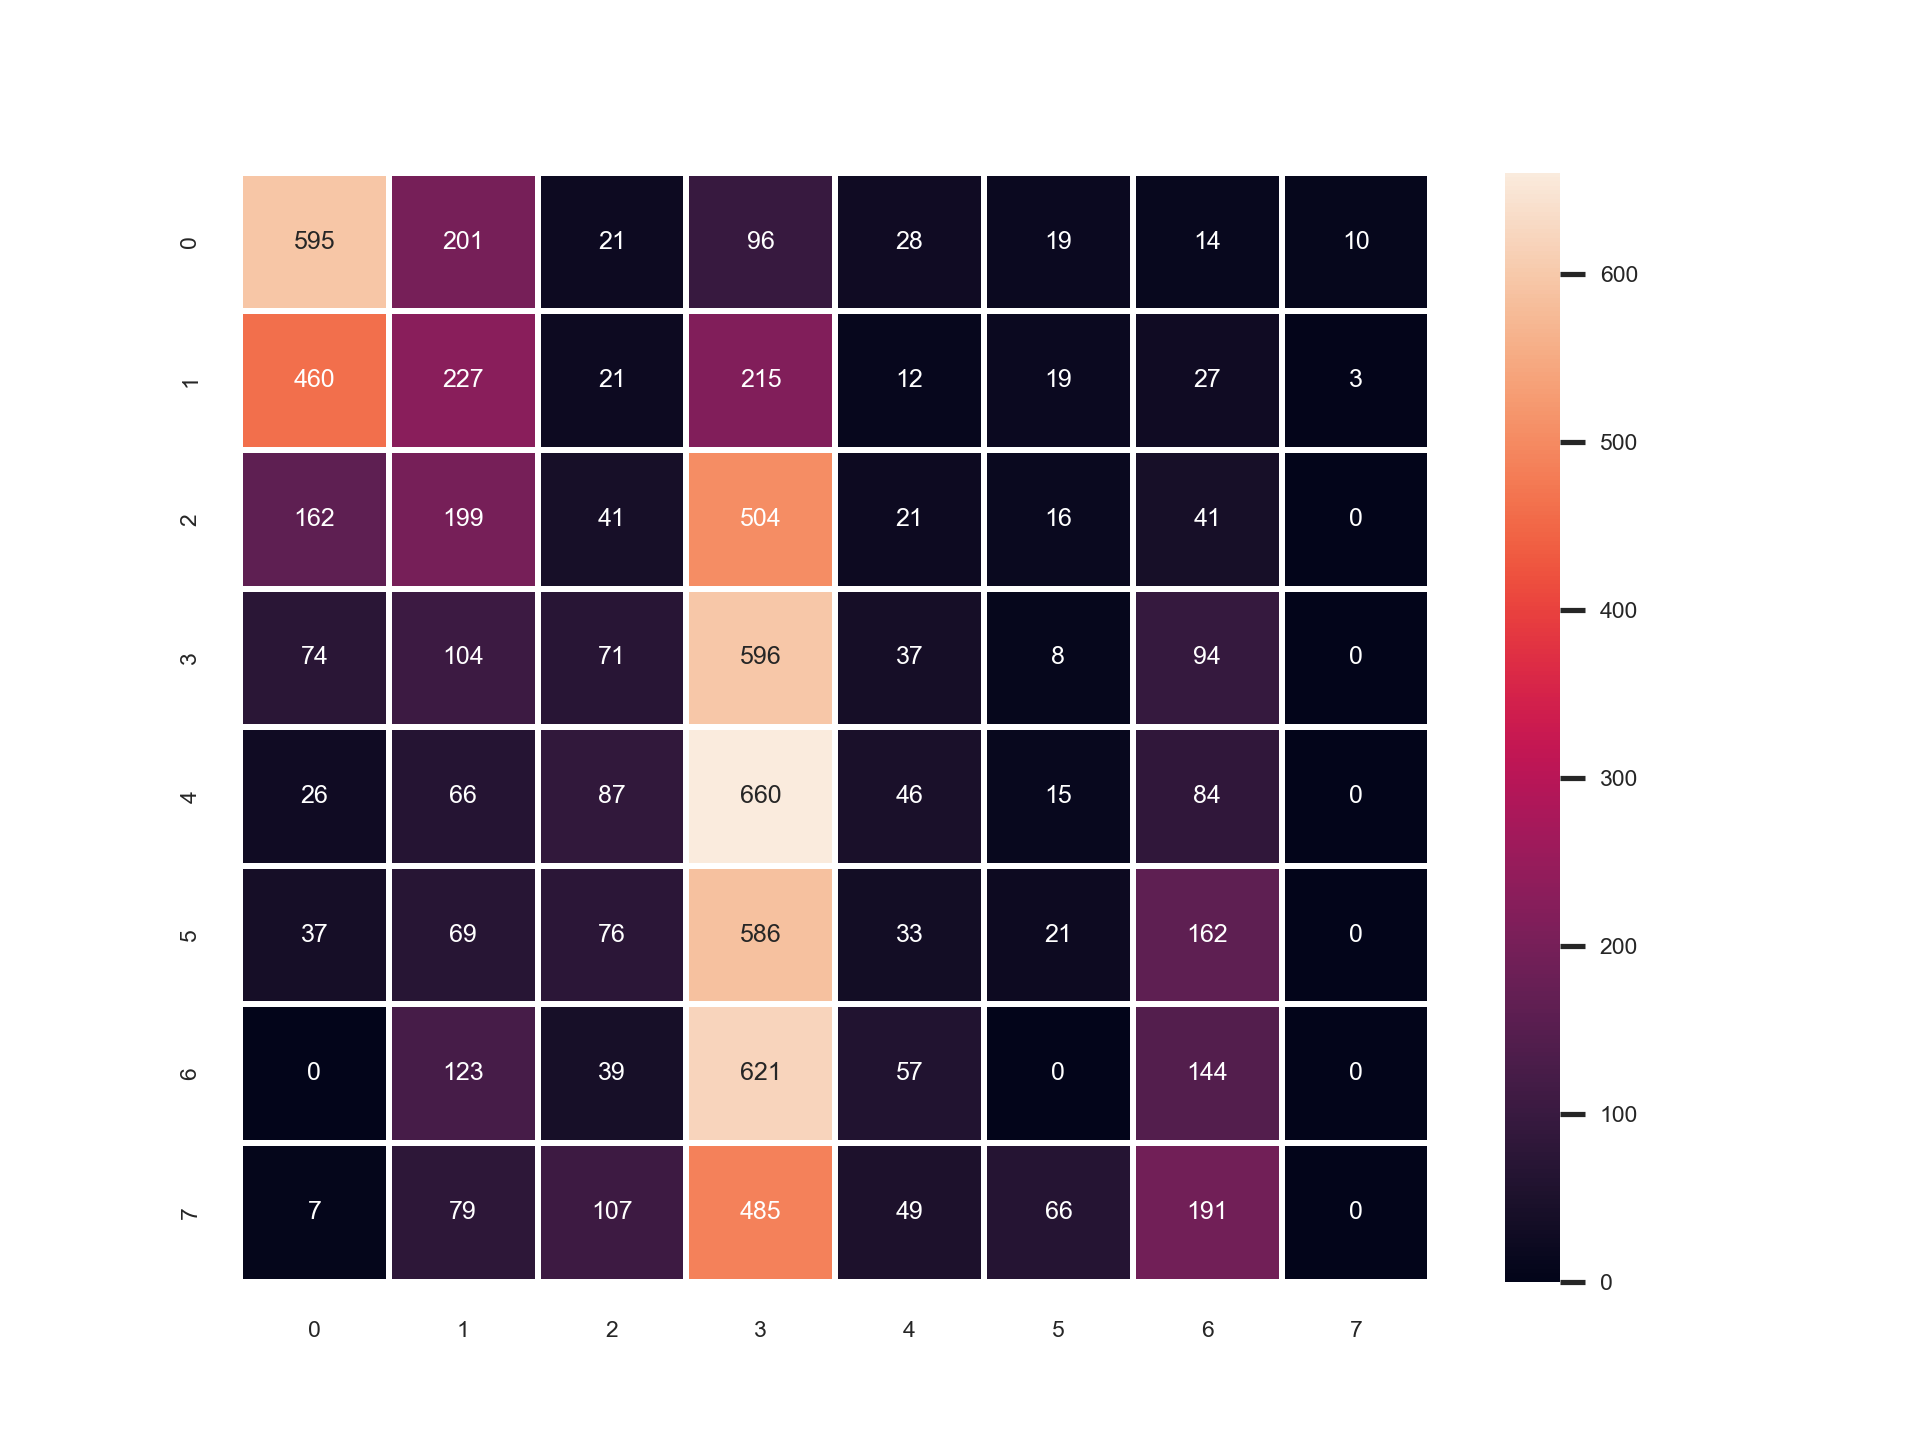 0 595 201 21 96 28 19 14 10
1 460 227 21 215 12 19 27 3
2 162 199 41 504 21 16 41 0
3 74 104 71 596 37 8 94 0
4 26 66 87 660 46 15 84 0
5 37 69 76 586 33 21 162 0
6 0 123 39 621 57 0 144 0
7 7 79 107 485 49 66 191 0
0 1 2 3 4 5 6 7
600
500
400
300
200
100
0